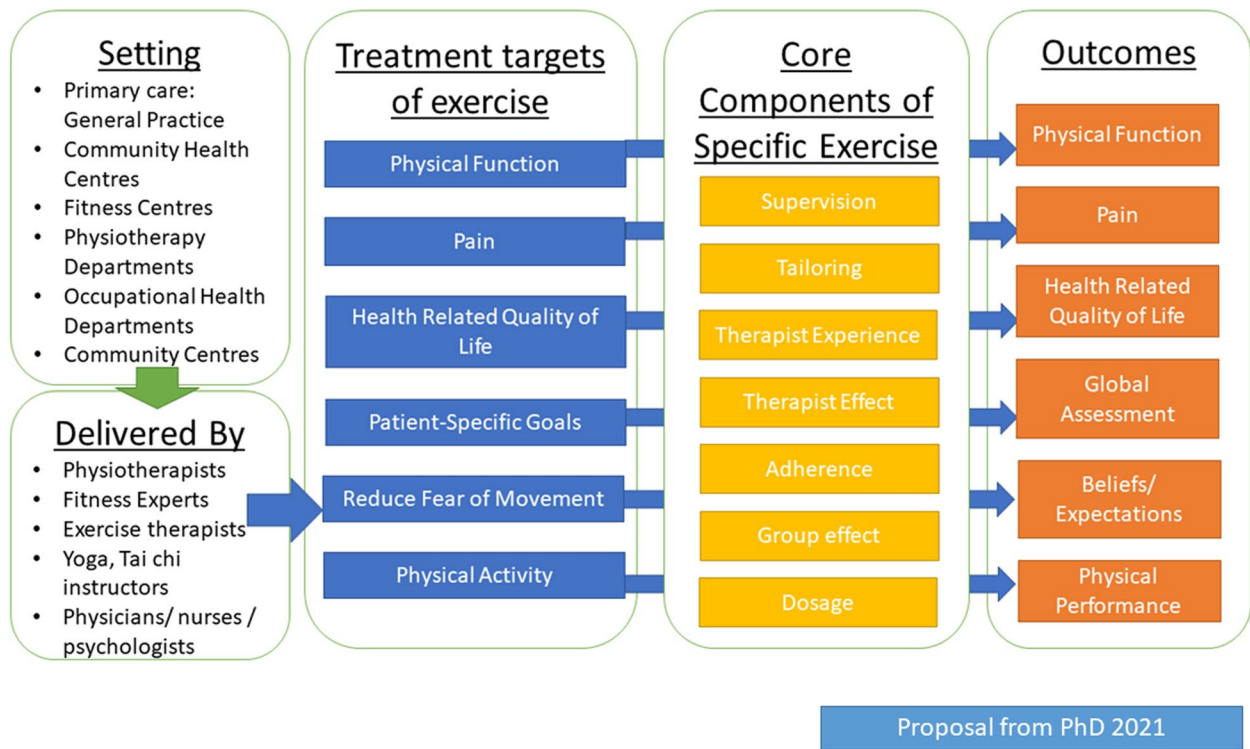 Setting
• Primary care:
General Practice
• Community Health
Centres
• Fitness Centres
• Physiotherapy
Departments
• Occupational Health
Departments
• Community Centres
Delivered By
• Physiotherapists
• Fitness Experts
• Exercise therapists
• Yoga, Tai chi
instructors
• Physicians/ nurses /
psychologists
Treatment targets
of exercise
Physical Function
Pain
Health Related Quality of
Life
Patient-Specific Goals
Reduce Fear of Movement
Physical Activity
Core
Components of
Specific Exercise
Supervision
Tailoring
Therapist Experience
Therapist Effect
Adherence
Group effect
Dosage
Outcomes
Physical Function
Pain
Health Related
Quality of Life
Global
Assessment
Beliefs/
Expectations
Physical
Performance
Proposal from PhD 2021